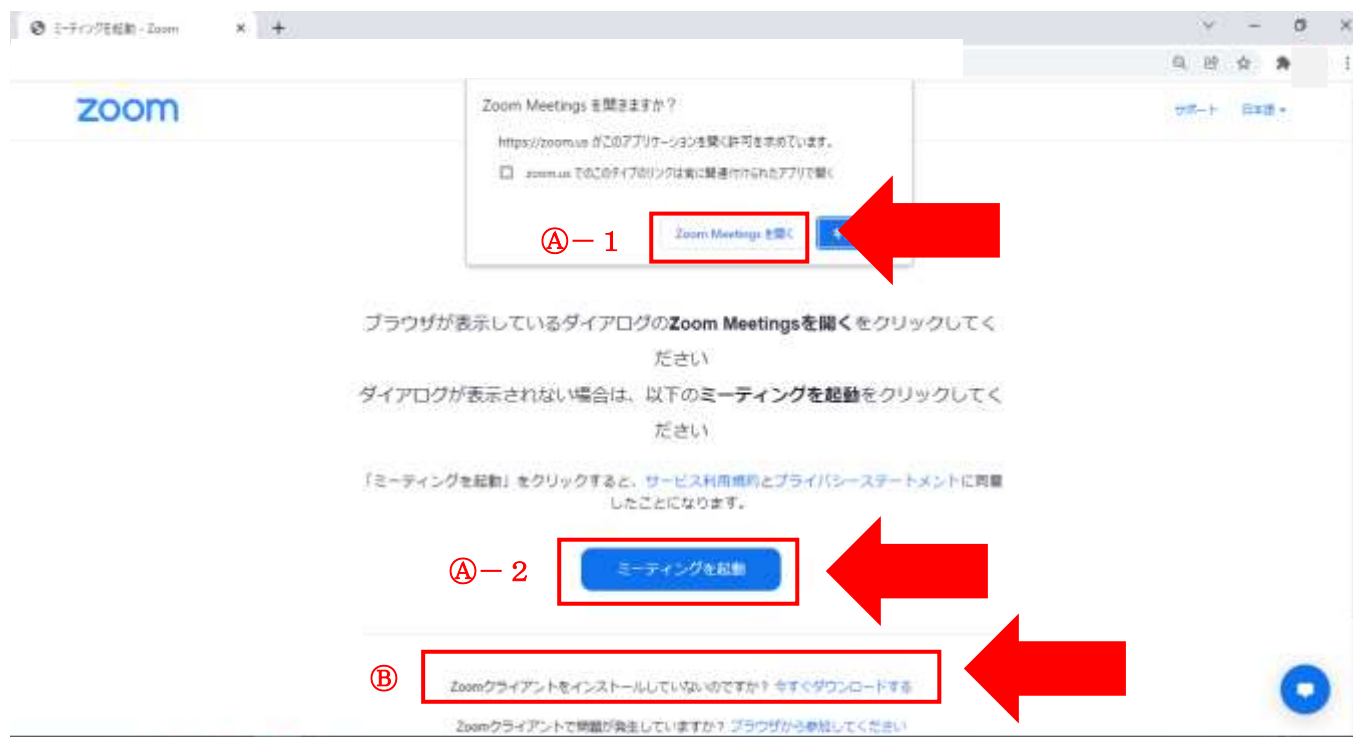 ミーティングを起動 - Zoom
zoom
サポート 日本語
Zoom Meetings を開きますか？
https://zoom.us がこのアプリケーションを開く許可を求めています。
zoom.us でのこのタイプのリンクは常に関連付けられたアプリで開く
Ⓐ－１
Zoom Meetings を開く
ブラウザが表示しているダイアログのZoom Meetingsを開くをクリックしてく
ださい
ダイアログが表示されない場合は、以下のミーティングを起動をクリックしてく
ださい
「ミーティングを起動」をクリックすると、サービス利用規約とプライバシーステートメントに同意
したことになります。
Ⓐ－２
ミーティングを起動
Ⓑ
Zoomクライアントをインストールしていないのですか？ 今すぐダウンロードする
Zoomクライアントで問題が発生していますか？ ブラウザから参加してください